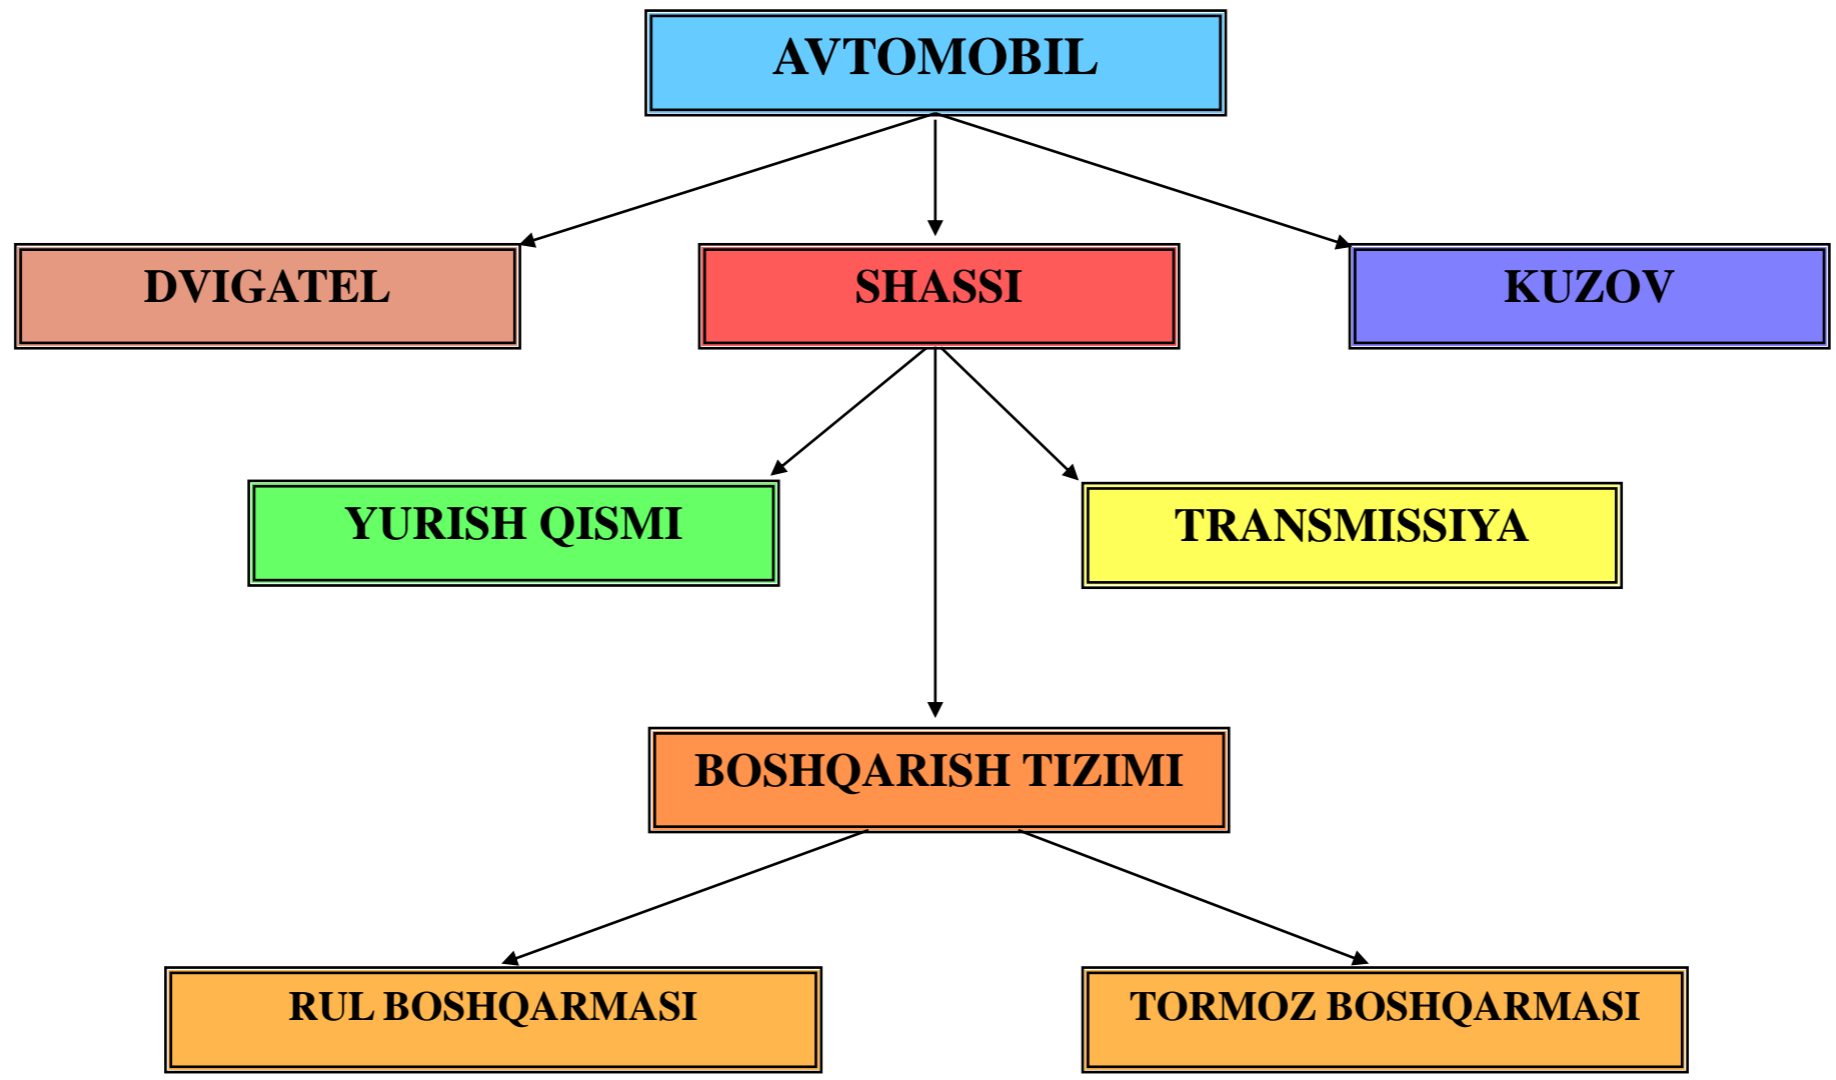 AVTOMOBIL
DVIGATEL
SHASSI
KUZOV
YURISH QISMI
TRANSMISSIYA
BOSHQARISH TIZIMI
RUL BOSHQARMASI
TORMOZ BOSHQARMASI